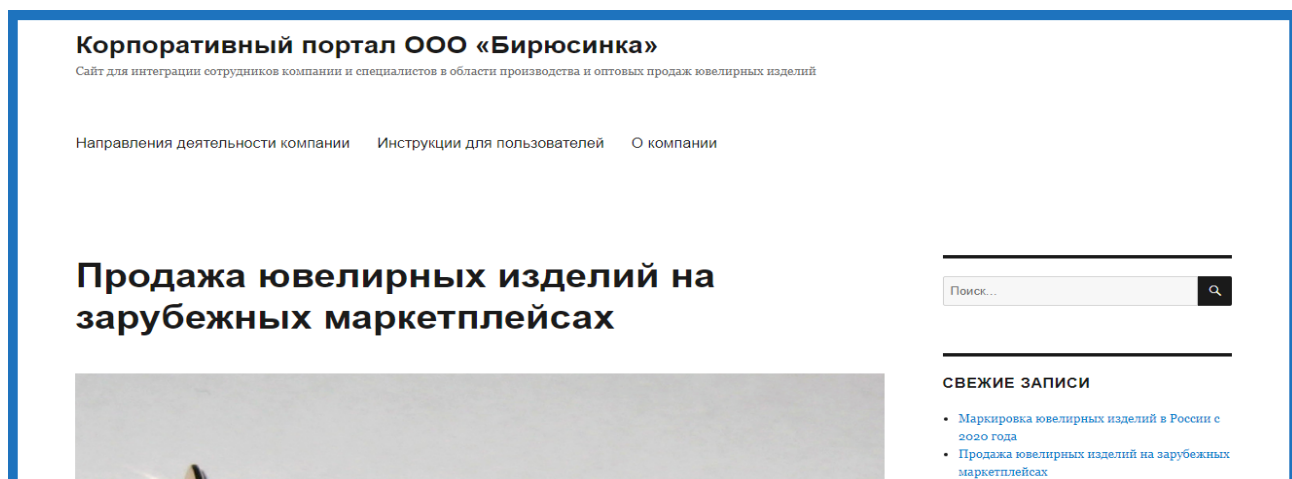 Корпоративный портал ООО «Бирюсинка»
Сайт для интеграции сотрудников компании и специалистов в области производства и оптовых продаж ювелирных изделий
Направления деятельности компании Инструкции для пользователей О компании
Продажа ювелирных изделий на
зарубежных маркетплейсах
Поиск...
СВЕЖИЕ ЗАПИСИ
Маркировка ювелирных изделий в России с
2020 года
Продажа ювелирных изделий на зарубежных
маркетплейсах